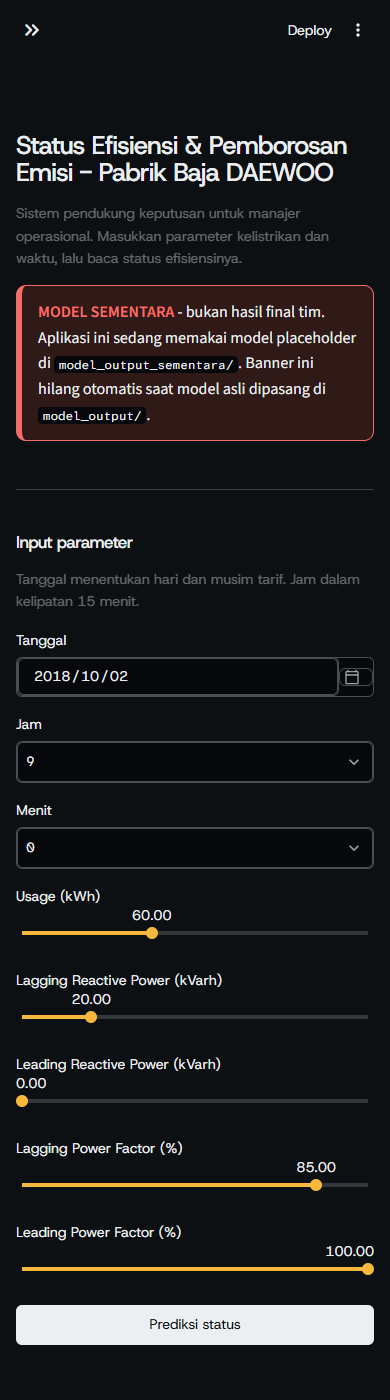 Deploy
Status Efisiensi & Pemborosan
Emisi – Pabrik Baja DAEWOO
Sistem pendukung keputusan untuk manajer
operasional. Masukkan parameter kelistrikan dan
waktu, lalu baca status efisiensinya.
MODEL SEMENTARA - bukan hasil final tim.
Aplikasi ini sedang memakai model placeholder
di model_output_sementara/. Banner ini
hilang otomatis saat model asli dipasang di
model_output/.
Input parameter
Tanggal menentukan hari dan musim tarif. Jam dalam
kelipatan 15 menit.
Tanggal
2018/10/02
Jam
9
Menit
0
Usage (kWh)
60.00
Lagging Reactive Power (kVarh)
20.00
Leading Reactive Power (kVarh)
0.00
Lagging Power Factor (%)
85.00
Leading Power Factor (%)
100.00
Prediksi status